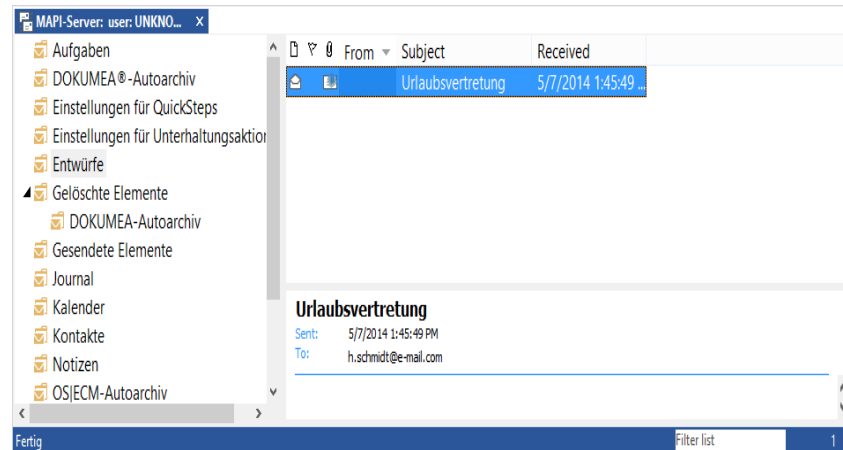 MAPI-Server: user: UNKNO... X
Aufgaben
DOKUMEA®-Autoarchiv
Einstellungen für QuickSteps
Einstellungen für Unterhaltungsaktion
Entwürfe
Gelöschte Elemente
DOKUMEA-Autoarchiv
Gesendete Elemente
Journal
Kalender
Kontakte
Notizen
OS|ECM-Autoarchiv
From Subject Received
Urlaubsvertretung 5/7/2014 1:45:49 ...
Urlaubsvertretung
Sent: 5/7/2014 1:45:49 PM
To: h.schmidt@e-mail.com
Fertig Filter list 1